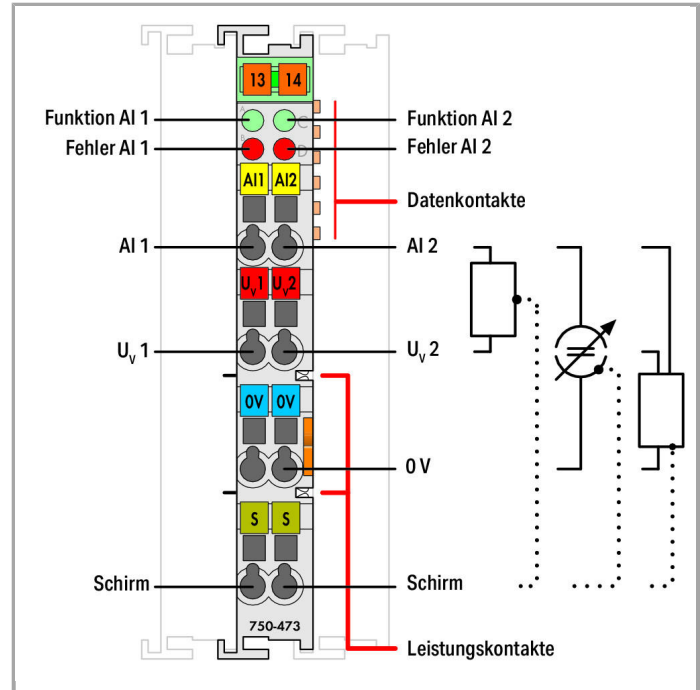 13 14
A C
Funktion AI 1 Funktion AI 2
B D
Fehler AI 1 Fehler AI 2
AI1 AI2
Datenkontakte
AI 1 AI 2
Uv1 Uv2
Uv 1 Uv 2
0V 0V
0 V
S S
Schirm Schirm
750-473
Leistungskontakte